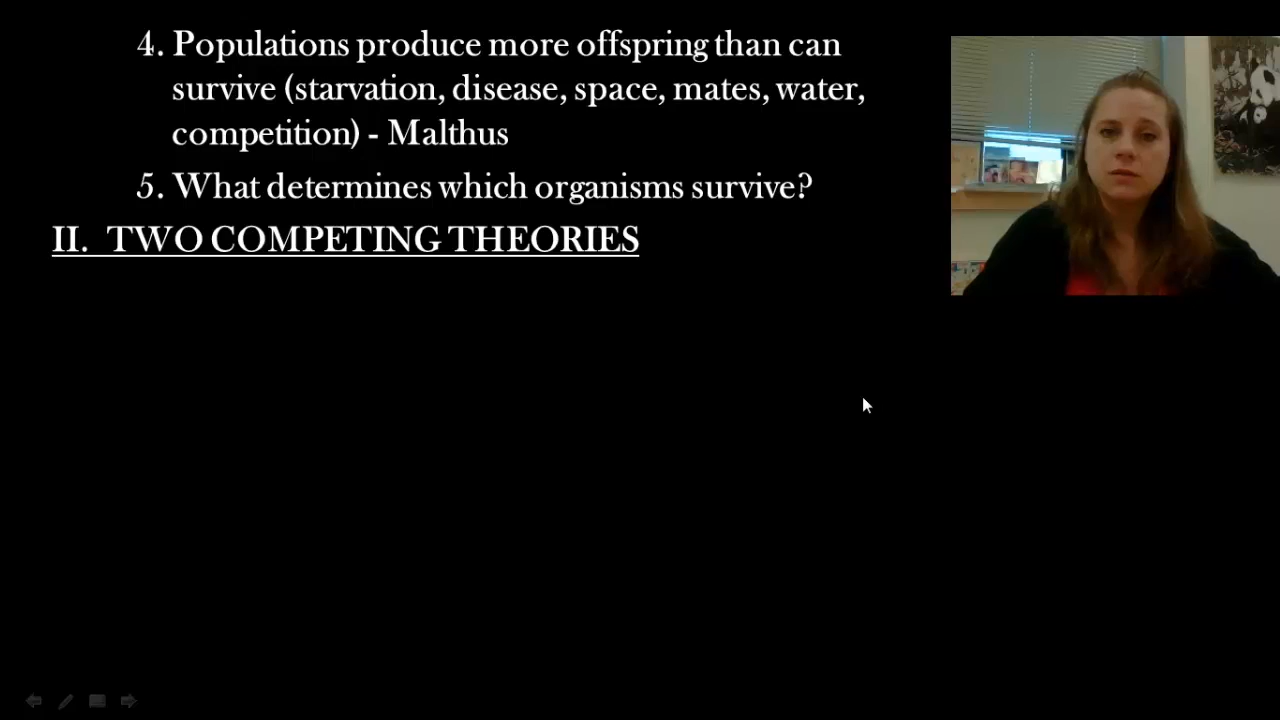 4. Populations produce more offspring than can
survive (starvation, disease, space, mates, water,
competition) - Malthus
5. What determines which organisms survive?
II. TWO COMPETING THEORIES